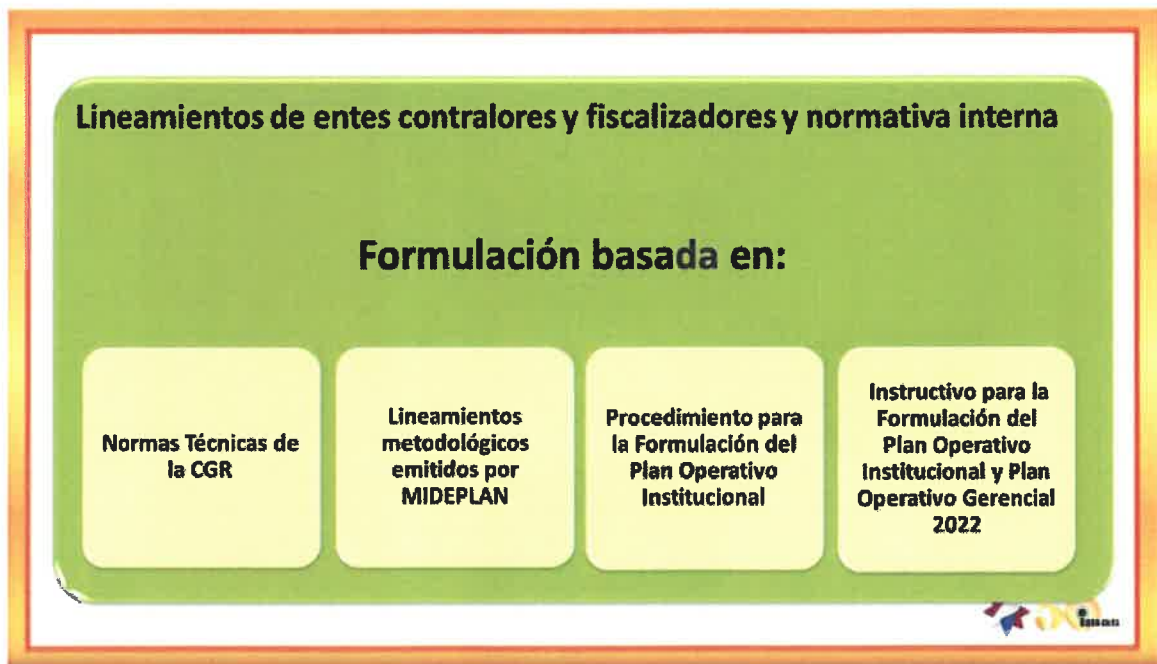 Lineamientos de entes contralores y fiscalizadores y normativa interna
Formulación basada en:
Normas Técnicas de
la CGR
Lineamientos
metodológicos
emitidos por
MIDEPLAN
Procedimiento para
la Formulación del
Plan Operativo
Institucional
Instructivo para la
Formulación del
Plan Operativo
Institucional y Plan
Operativo Gerencial
2022
imas